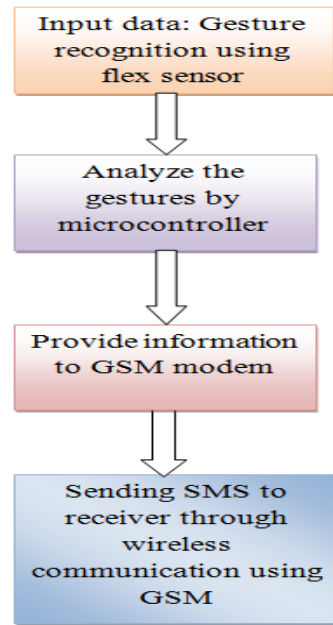 Input data: Gesture
recognition using
flex sensor
Analyze the
gestures by
microcontroller
Provide information
to GSM modem
Sending SMS to
receiver through
wireless
communication using
GSM